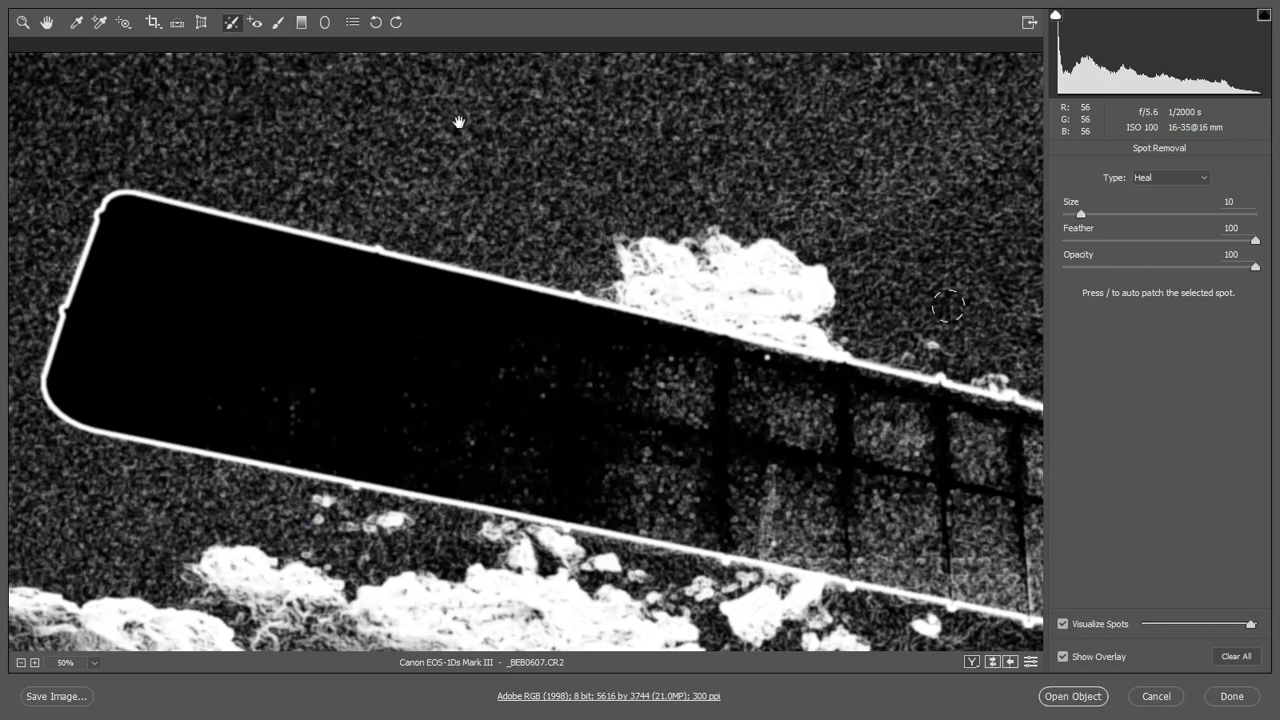 R: 56
G: 56
B: 56
f/5.6 1/2000 s
ISO 100 16-35@16 mm
Spot Removal
Type: Heal
Size 10
Feather 100
Opacity 100
Press / to auto patch the selected spot.
Visualize Spots
50% Canon EOS-1Ds Mark III - _BEB0607.CR2 Y
Show Overlay Clear All
Save Image... Adobe RGB (1998); 8 bit; 5616 by 3744 (21.0MP); 300 ppi Open Object Cancel Done